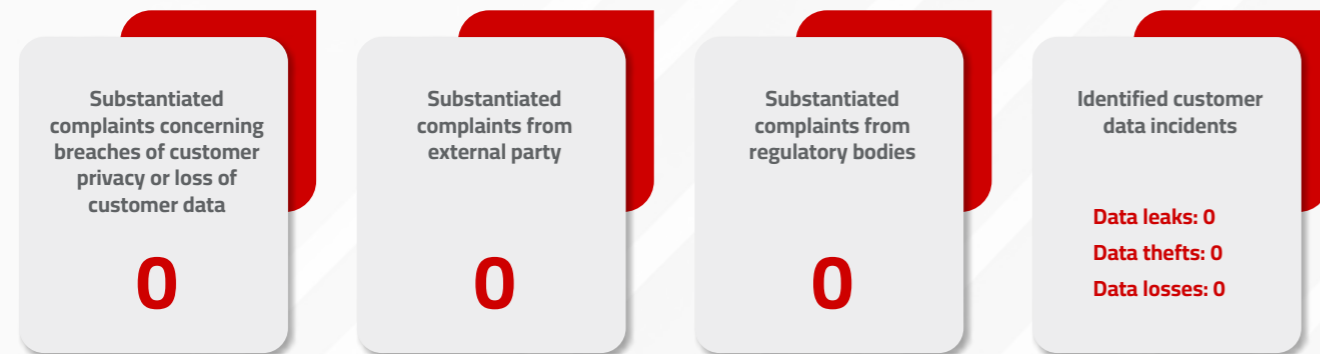 Substantiated
complaints concerning
breaches of customer
privacy or loss of
customer data
0
Substantiated
complaints from
external party
0
Substantiated
complaints from
regulatory bodies
0
Identified customer
data incidents
Data leaks: 0
Data thefts: 0
Data losses: 0